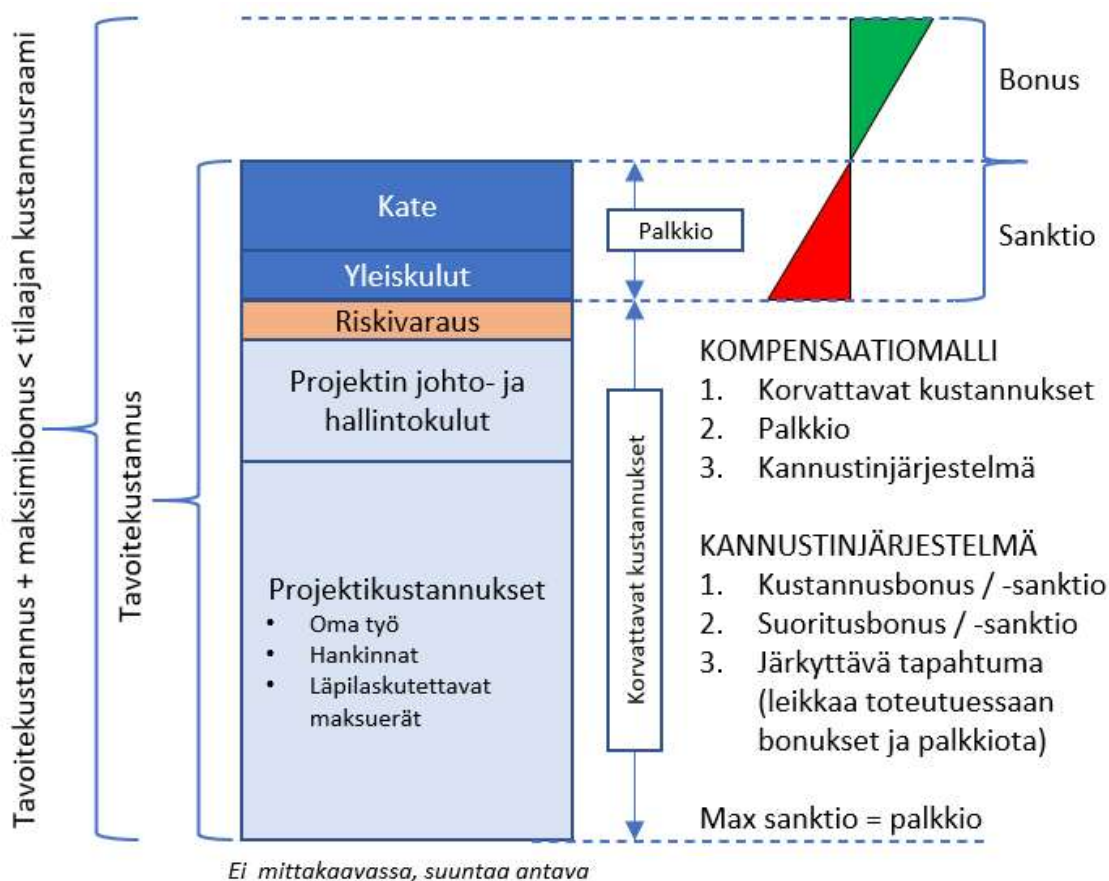 Tavoitekustannus + maksimibonus < tilaajan kustannusraami
Tavoitekustannus
Kate
Yleiskulut
Riskivaraus
Projektin johto- ja
hallintokulut
Projektikustannukset
• Oma työ
• Hankinnat
• Läpilaskutettavat
maksuerät
Palkkio
Korvattavat kustannukset
Bonus
Sanktio
KOMPENSAATIOMALLI
1. Korvattavat kustannukset
2. Palkkio
3. Kannustinjärjestelmä
KANNUSTINJÄRJESTELMÄ
1. Kustannusbonus / -sanktio
2. Suoritusbonus / -sanktio
3. Järkyttävä tapahtuma
(leikkaa toteutuessaan
bonukset ja palkkiota)
Max sanktio = palkkio
Ei mittakaavassa, suuntaa antava